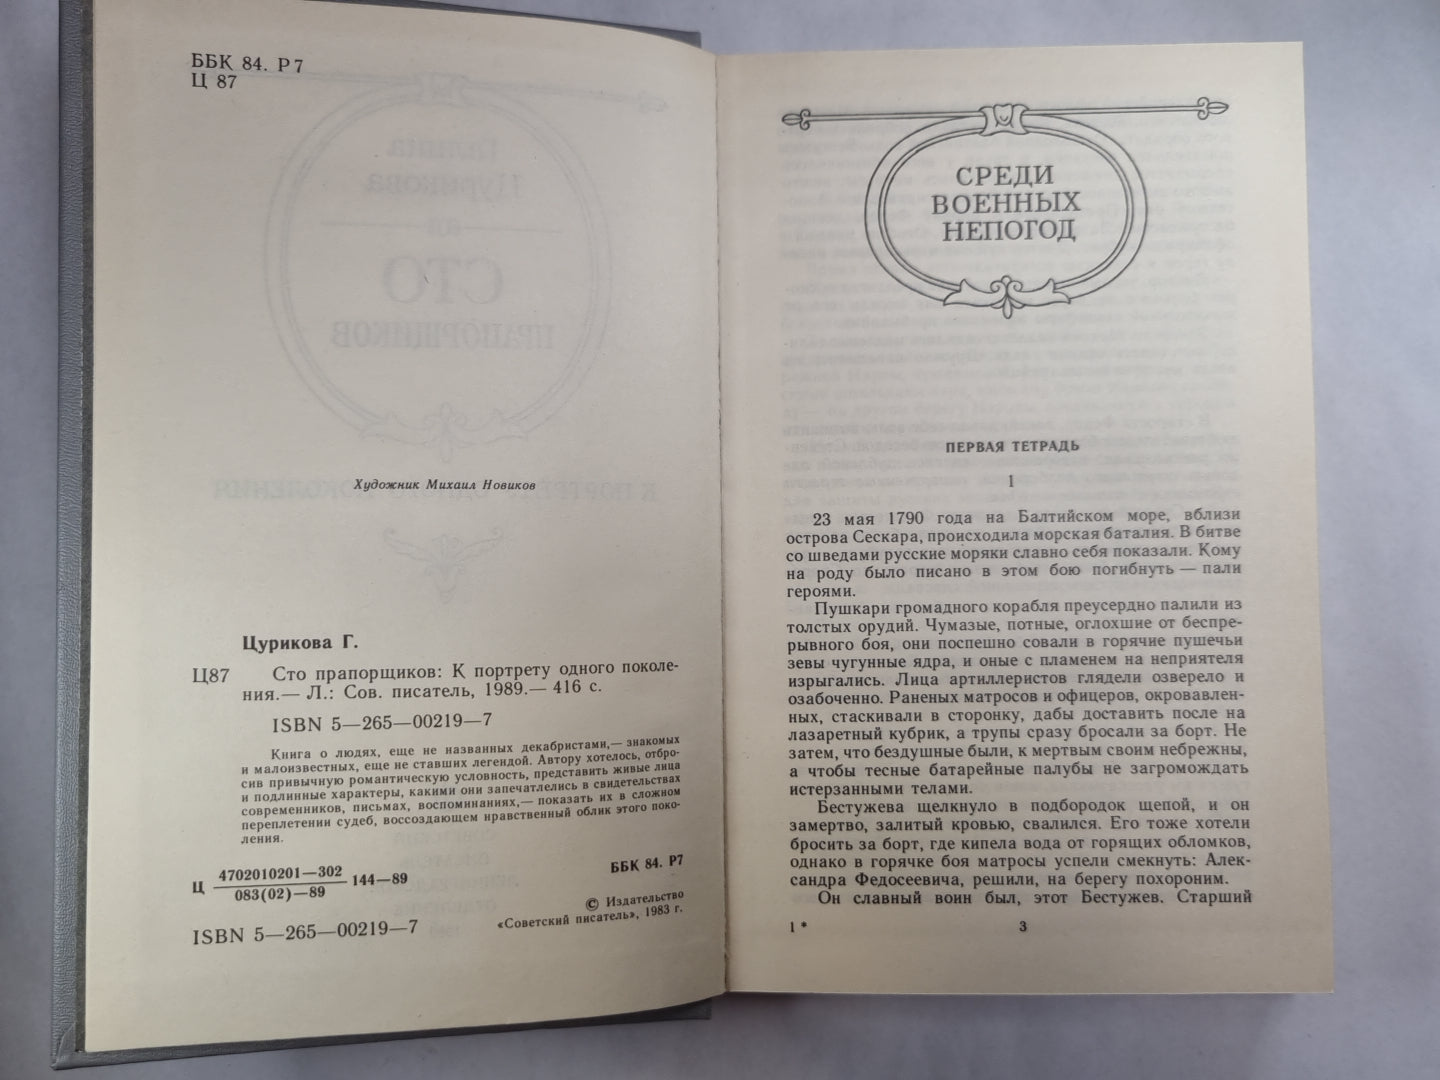 ББК 84. Р7
Ц 87
Художник Михаил Новиков
Цурикова Г.
Ц87 Сто прапорщиков: К портрету одного поколе-
ния.— Л.: Сов. писатель, 1989.— 416 с.
ISBN 5—265—00219—7
Книга о людях, еще не названных декабристами,— знакомых
и малоизвестных, еще не ставших легендой. Автору хотелось, отбро-
сив привычную романтическую условность, представить живые лица
и подлинные характеры, какими они запечатлелись в свидетельствах
современников, письмах, воспоминаниях,— показать их в сложном
переплетении судеб, воссоздающем нравственный облик этого поко-
ления.
Ц 4702010201—302
083(02)—89
144—89
ББК 84. Р7
ISBN 5—265—00219—7
© Издательство
«Советский писатель», 1983 г.
СРЕДИ
ВОЕННЫХ
НЕПОГОД
ПЕРВАЯ ТЕТРАДЬ
1
23 мая 1790 года на Балтийском море, вблизи
острова Сескара, происходила морская баталия. В битве
со шведами русские моряки славно себя показали. Кому
на роду было писано в этом бою погибнуть — пали
героями.
Пушкари громадного корабля преусердно палили из
толстых орудий. Чумазые, потные, оглохшие от беспре-
рывного боя, они поспешно совали в горячие пушечьи
зевы чугунные ядра, и оные с пламенем на неприятеля
изрыгались. Лица артиллеристов глядели озверело и
озабоченно. Раненых матросов и офицеров, окровавлен-
ных, стаскивали в сторонку, дабы доставить после на
лазаретный кубрик, а трупы сразу бросали за борт. Не
затем, что бездушные были, к мертвым своим небрежны,
а чтобы тесные батарейные палубы не загромождать
истерзанными телами.
Бестужева щелкнуло в подбородок щепой, и он
замертво, залитый кровью, свалился. Его тоже хотели
бросить за борт, где кипела вода от горящих обломков,
однако в горячке боя матросы успели смекнуть: Алек-
сандра Федосеевича, решили, на берегу похороним.
Он славный воин был, этот Бестужев. Старший
1 * 3